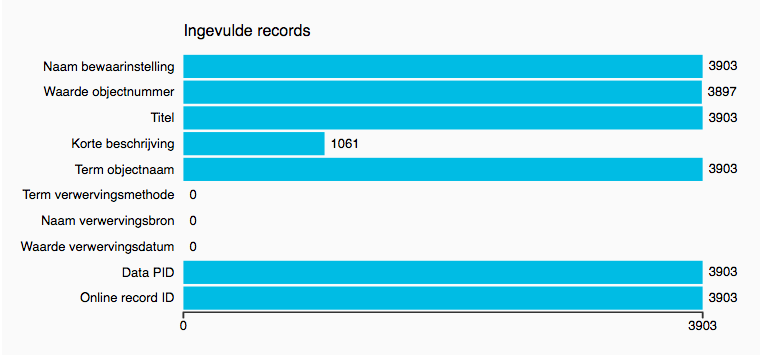 Ingevulde records
Naam bewaarinstelling 3903
Waarde objectnummer 3897
Titel 3903
Korte beschrijving 1061
Term objectnaam 3903
Term verwervingsmethode 0
Naam verwervingsbron 0
Waarde verwervingsdatum 0
Data PID 3903
Online record ID 3903
0 3903